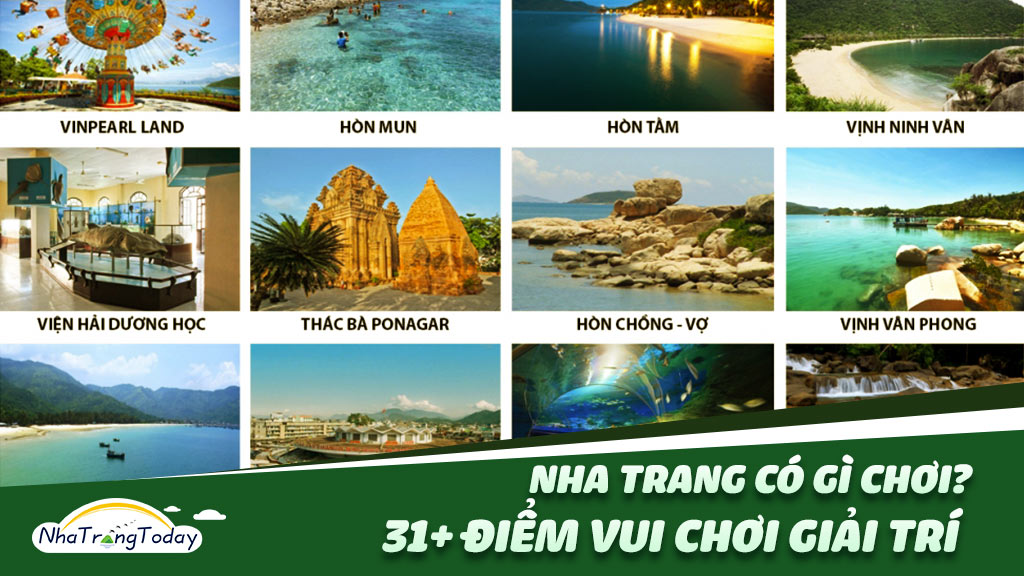 VINPEARL LAND
HÒN MUN
HÒN TẰM
VỊNH NINH VÂN
VIỆN HẢI DƯƠNG HỌC
THÁC BÀ PONAGAR
HÒN CHỒNG - VỢ
VỊNH VÂN PHONG
NHA TRANG CÓ GÌ CHƠI?
31+ ĐIỂM VUI CHƠI GIẢI TRÍ
NhaTrangToday